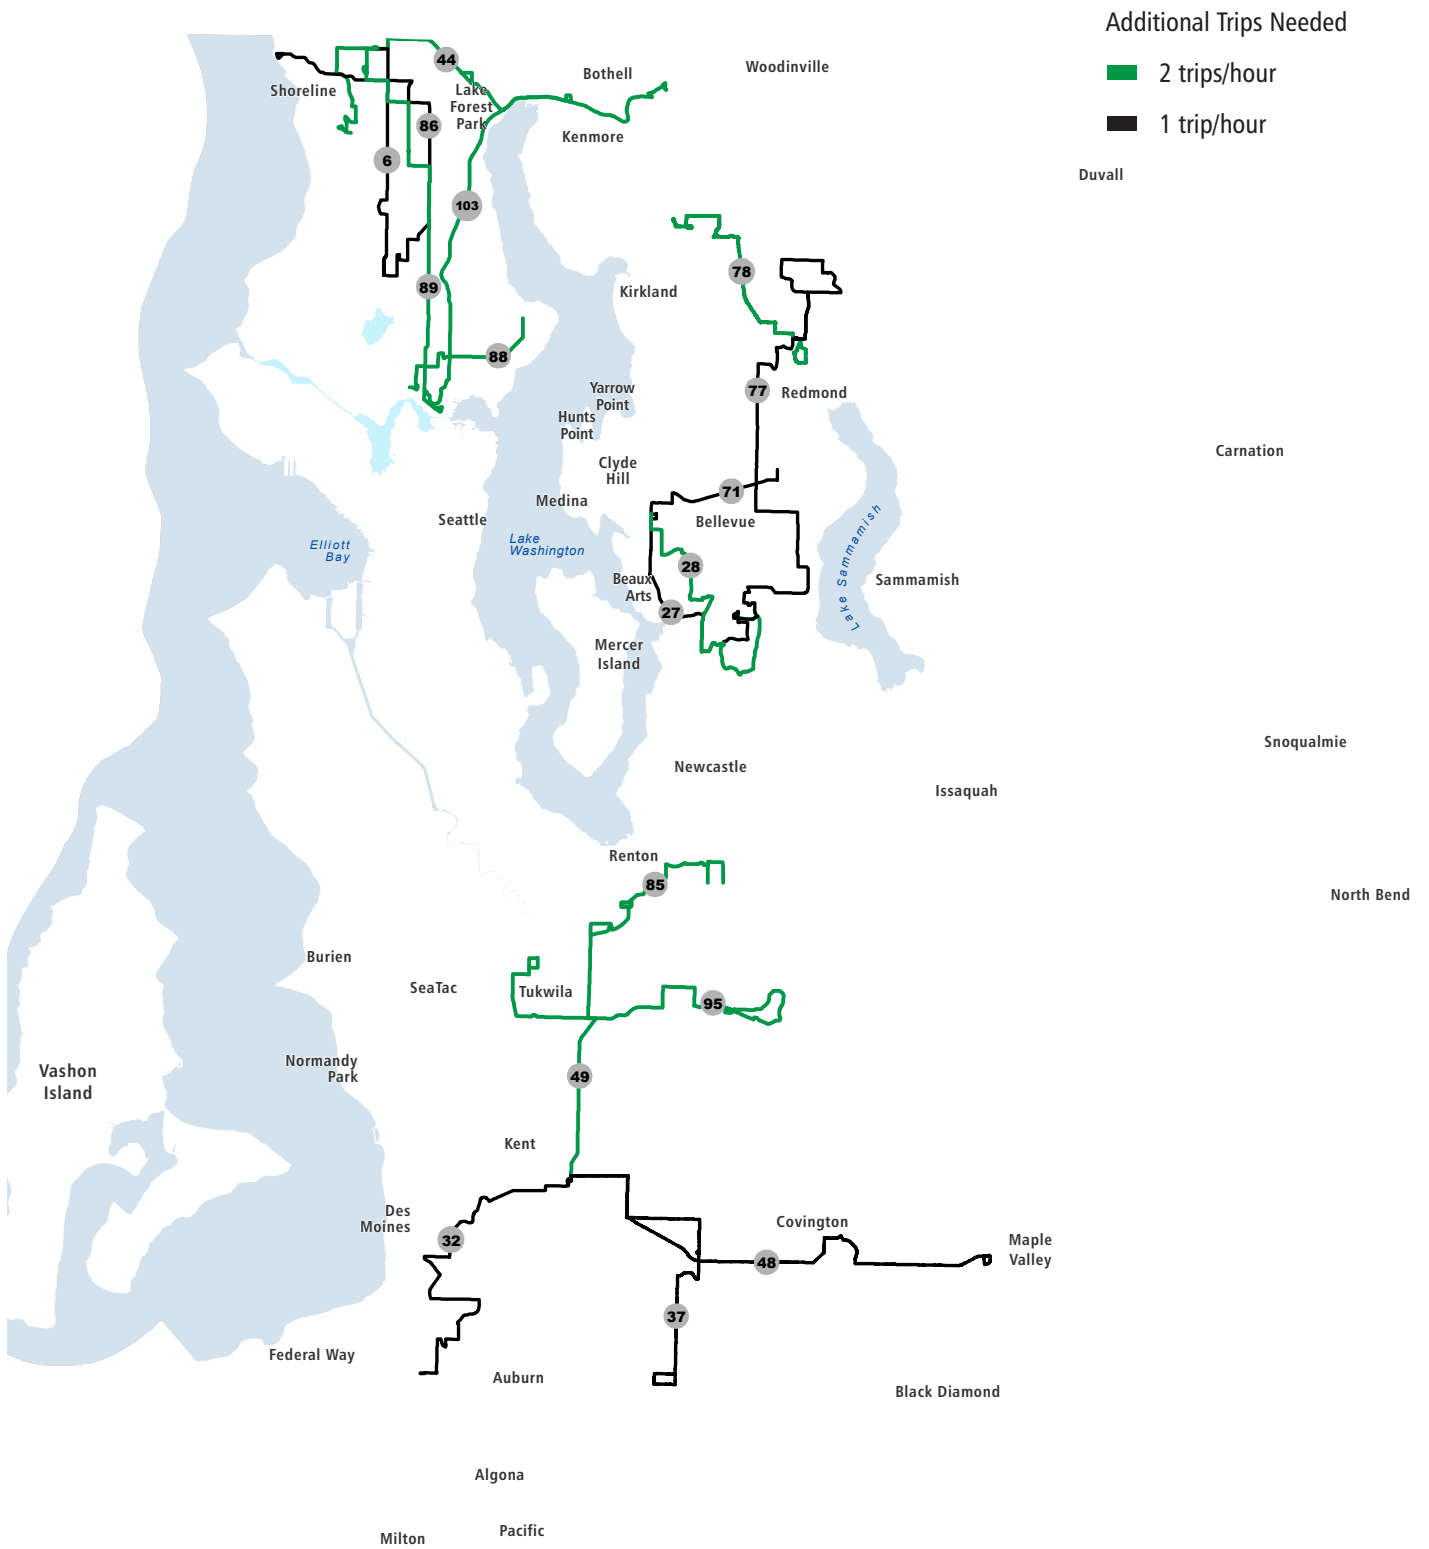 Additional Trips Needed
2 trips/hour
1 trip/hour
44
Bothell
Woodinville
Shoreline
Lake
Forest
Park
86
Kenmore
6
Duvall
103
78
89
Kirkland
88
Yarrow
Point
77
Redmond
Hunts
Point
Carnation
Clyde
Hill
71
Medina
Seattle
Bellevue
Lake
Washington
Elliott
Bay
Lake Sammamish
28
Beaux
Arts
Sammamish
27
Mercer
Island
Snoqualmie
Newcastle
Issaquah
Renton
85
North Bend
Burien
SeaTac
Tukwila
95
Normandy
Park
Vashon
Island
49
Kent
Des
Moines
32
Covington
Maple
Valley
48
37
Federal Way
Auburn
Black Diamond
Algona
Pacific
Milton